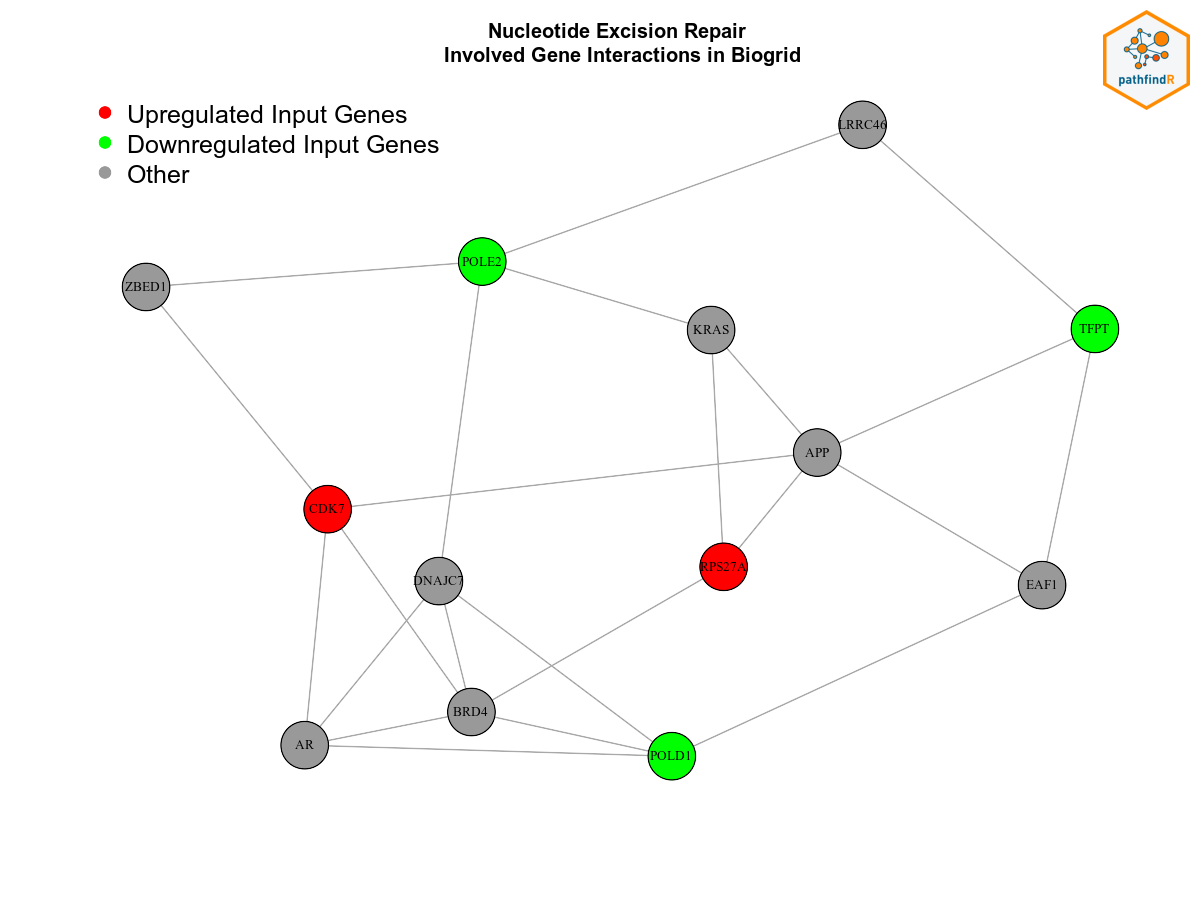 Nucleotide Excision Repair
Involved Gene Interactions in Biogrid
pathfindR
Upregulated Input Genes
Downregulated Input Genes
Other
LRRC46
POLE2
ZBED1
KRAS
TFPT
APP
CDK7
RPS27A
DNAJC7
EAF1
BRD4
AR
POLD1